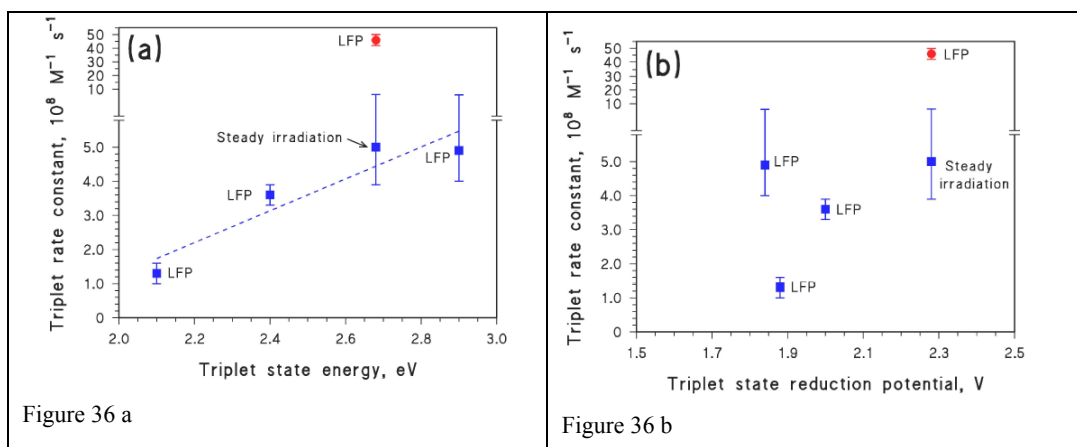 (a)
Triplet rate constant, 10⁸ M⁻¹ s⁻¹
50
40
30
20
10
5.0
4.0
3.0
2.0
1.0
0
LFP
Steady irradiation
LFP
LFP
LFP
2.0 2.2 2.4 2.6 2.8 3.0
Triplet state energy, eV
Figure 36 a
(b)
Triplet rate constant, 10⁸ M⁻¹ s⁻¹
50
40
30
20
10
5.0
4.0
3.0
2.0
1.0
0
LFP
LFP
Steady
irradiation
LFP
LFP
1.5 1.7 1.9 2.1 2.3 2.5
Triplet state reduction potential, V
Figure 36 b